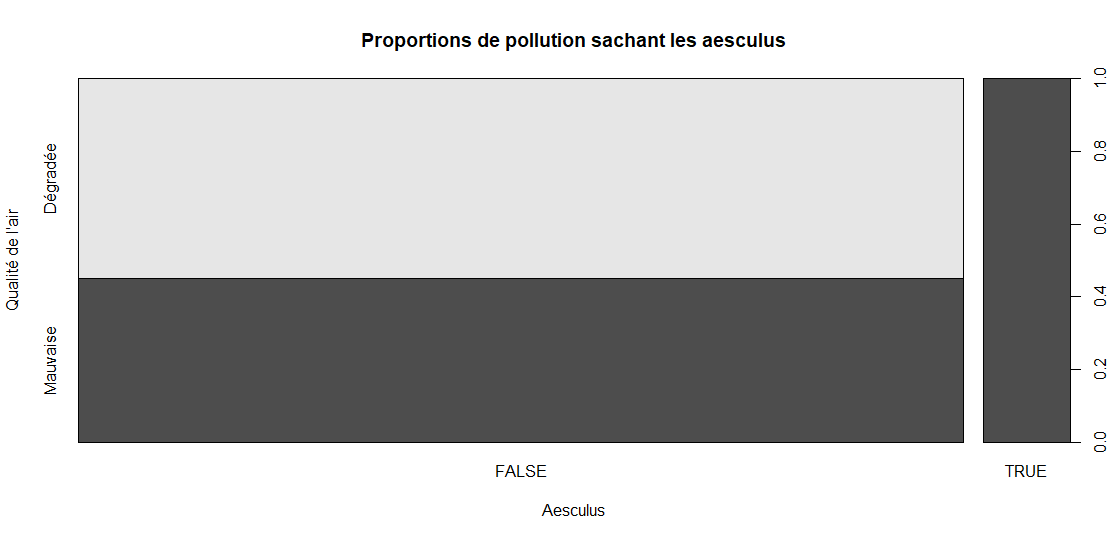 Proportions de pollution sachant les aesculus
Qualité de l'air
Dégradée
Mauvaise
1.0
0.8
0.6
0.4
0.2
0.0
FALSE
TRUE
Aesculus